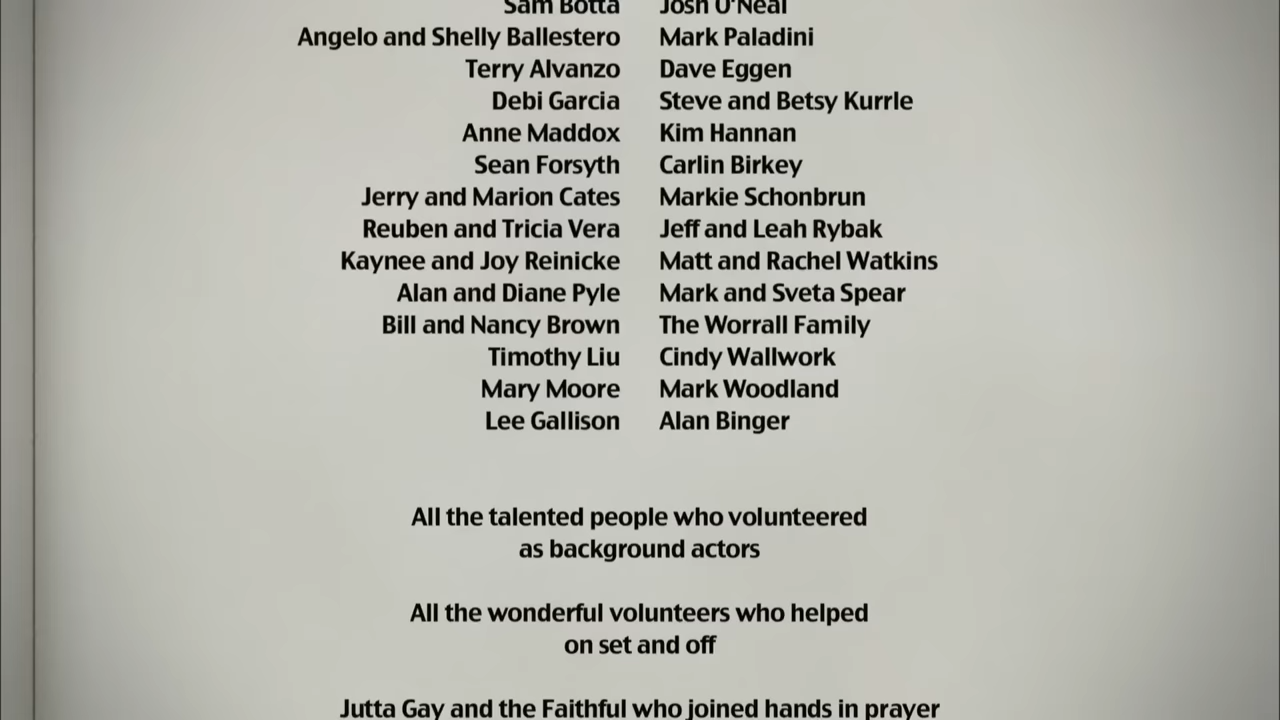 Sam Botta Josh O'Neal
Angelo and Shelly Ballestero Mark Paladini
Terry Alvanzo Dave Eggen
Debi Garcia Steve and Betsy Kurrle
Anne Maddox Kim Hannan
Sean Forsyth Carlin Birkey
Jerry and Marion Cates Markie Schonbrun
Reuben and Tricia Vera Jeff and Leah Rybak
Kaynee and Joy Reinicke Matt and Rachel Watkins
Alan and Diane Pyle Mark and Sveta Spear
Bill and Nancy Brown The Worrall Family
Timothy Liu Cindy Wallwork
Mary Moore Mark Woodland
Lee Gallison Alan Binger
All the talented people who volunteered
as background actors
All the wonderful volunteers who helped
on set and off
Jutta Gay and the Faithful who joined hands in prayer